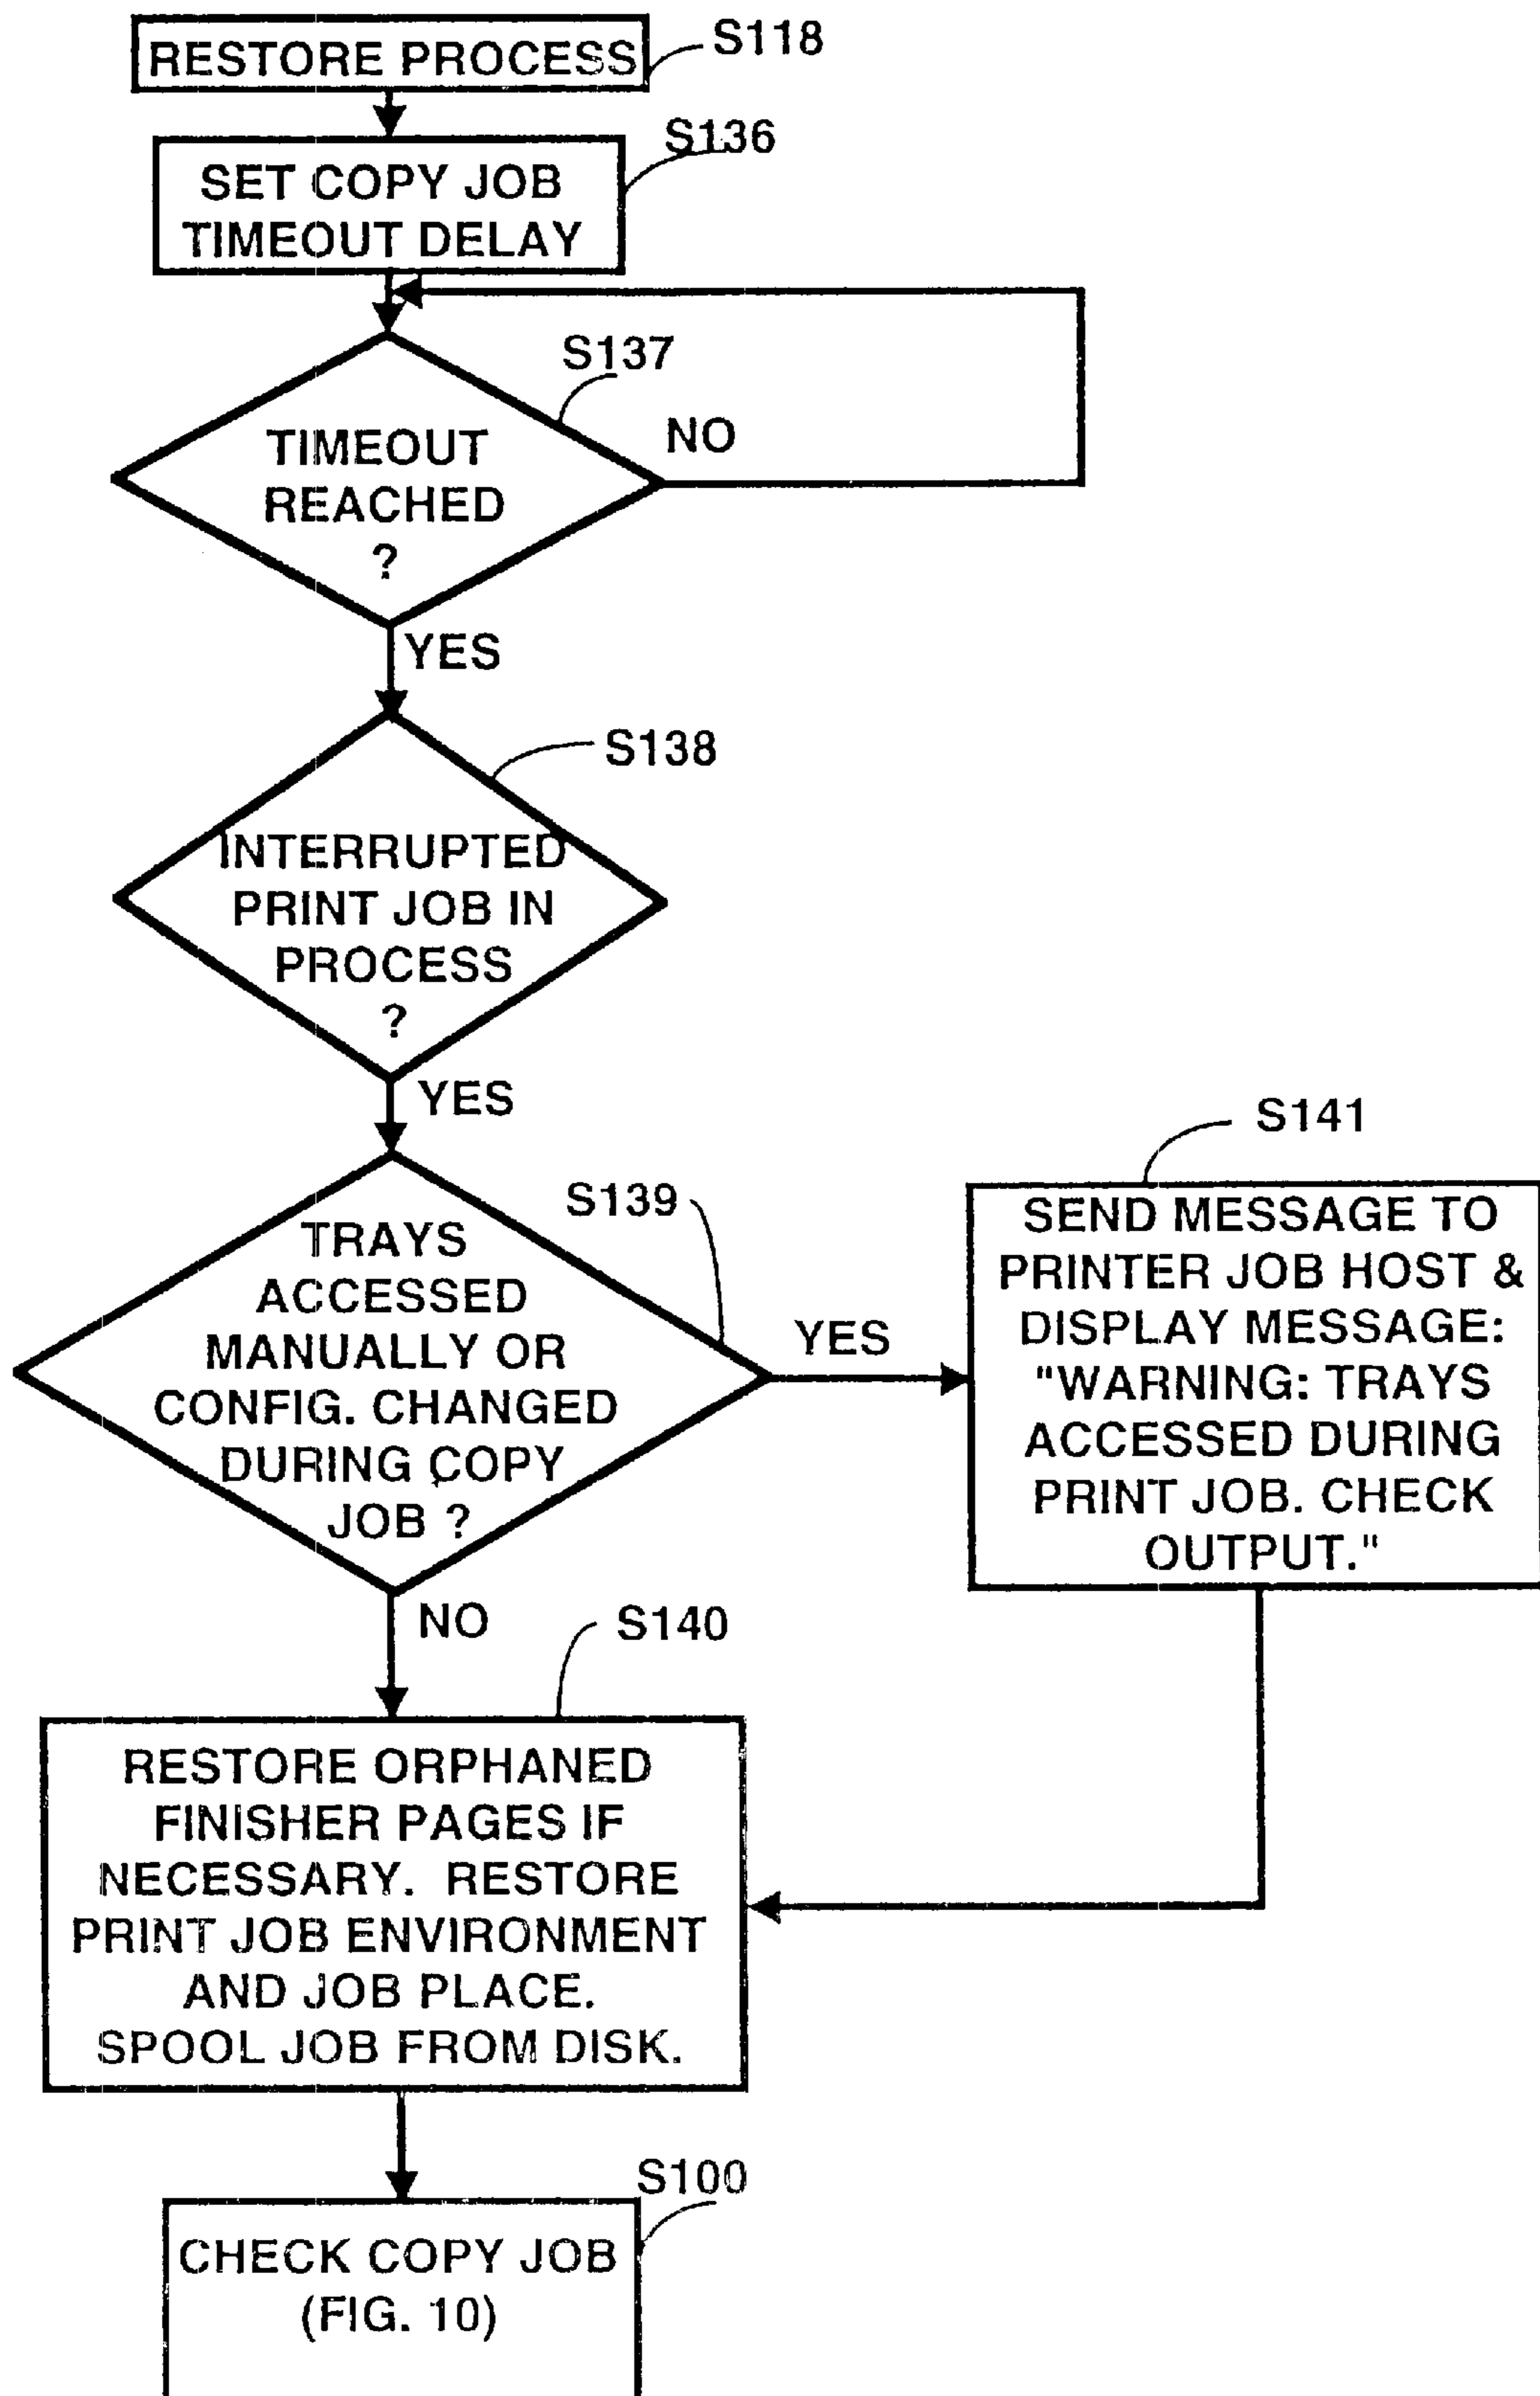 RESTORE PROCESS
S118
S136
SET COPY JOB
TIMEOUT DELAY
S137
TIMEOUT
REACHED
?
NO
YES
S138
INTERRUPTED
PRINT JOB IN
PROCESS
?
YES
S139
TRAYS
ACCESSED
MANUALLY OR
CONFIG. CHANGED
DURING COPY
JOB ?
YES
S141
SEND MESSAGE TO
PRINTER JOB HOST &
DISPLAY MESSAGE:
"WARNING: TRAYS
ACCESSED DURING
PRINT JOB. CHECK
OUTPUT."
NO
S140
RESTORE ORPHANED
FINISHER PAGES IF
NECESSARY. RESTORE
PRINT JOB ENVIRONMENT
AND JOB PLACE.
SPOOL JOB FROM DISK.
S100
CHECK COPY JOB
(FIG. 10)